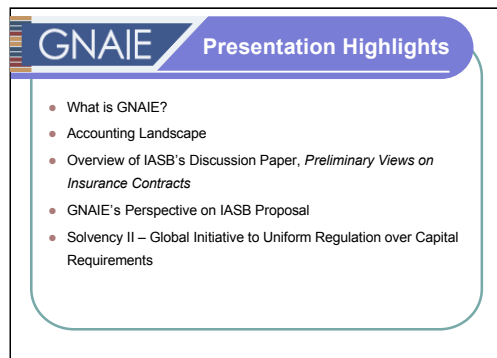 GNAIE
Presentation Highlights
• What is GNAIE?
• Accounting Landscape
• Overview of IASB's Discussion Paper, Preliminary Views on
Insurance Contracts
• GNAIE's Perspective on IASB Proposal
• Solvency II – Global Initiative to Uniform Regulation over Capital
Requirements